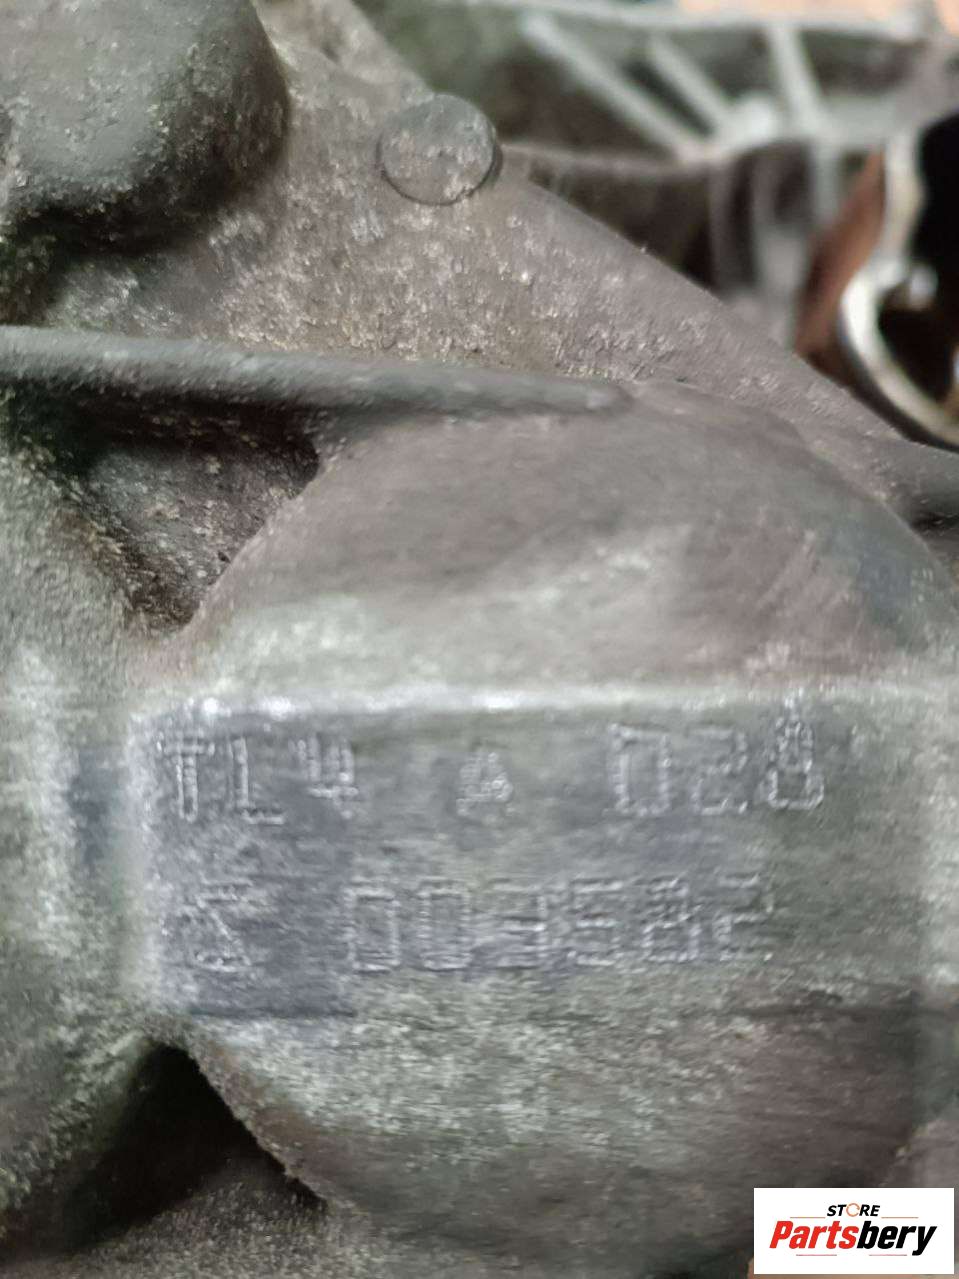 TL4 A 028
003582
STORE
Partsbery